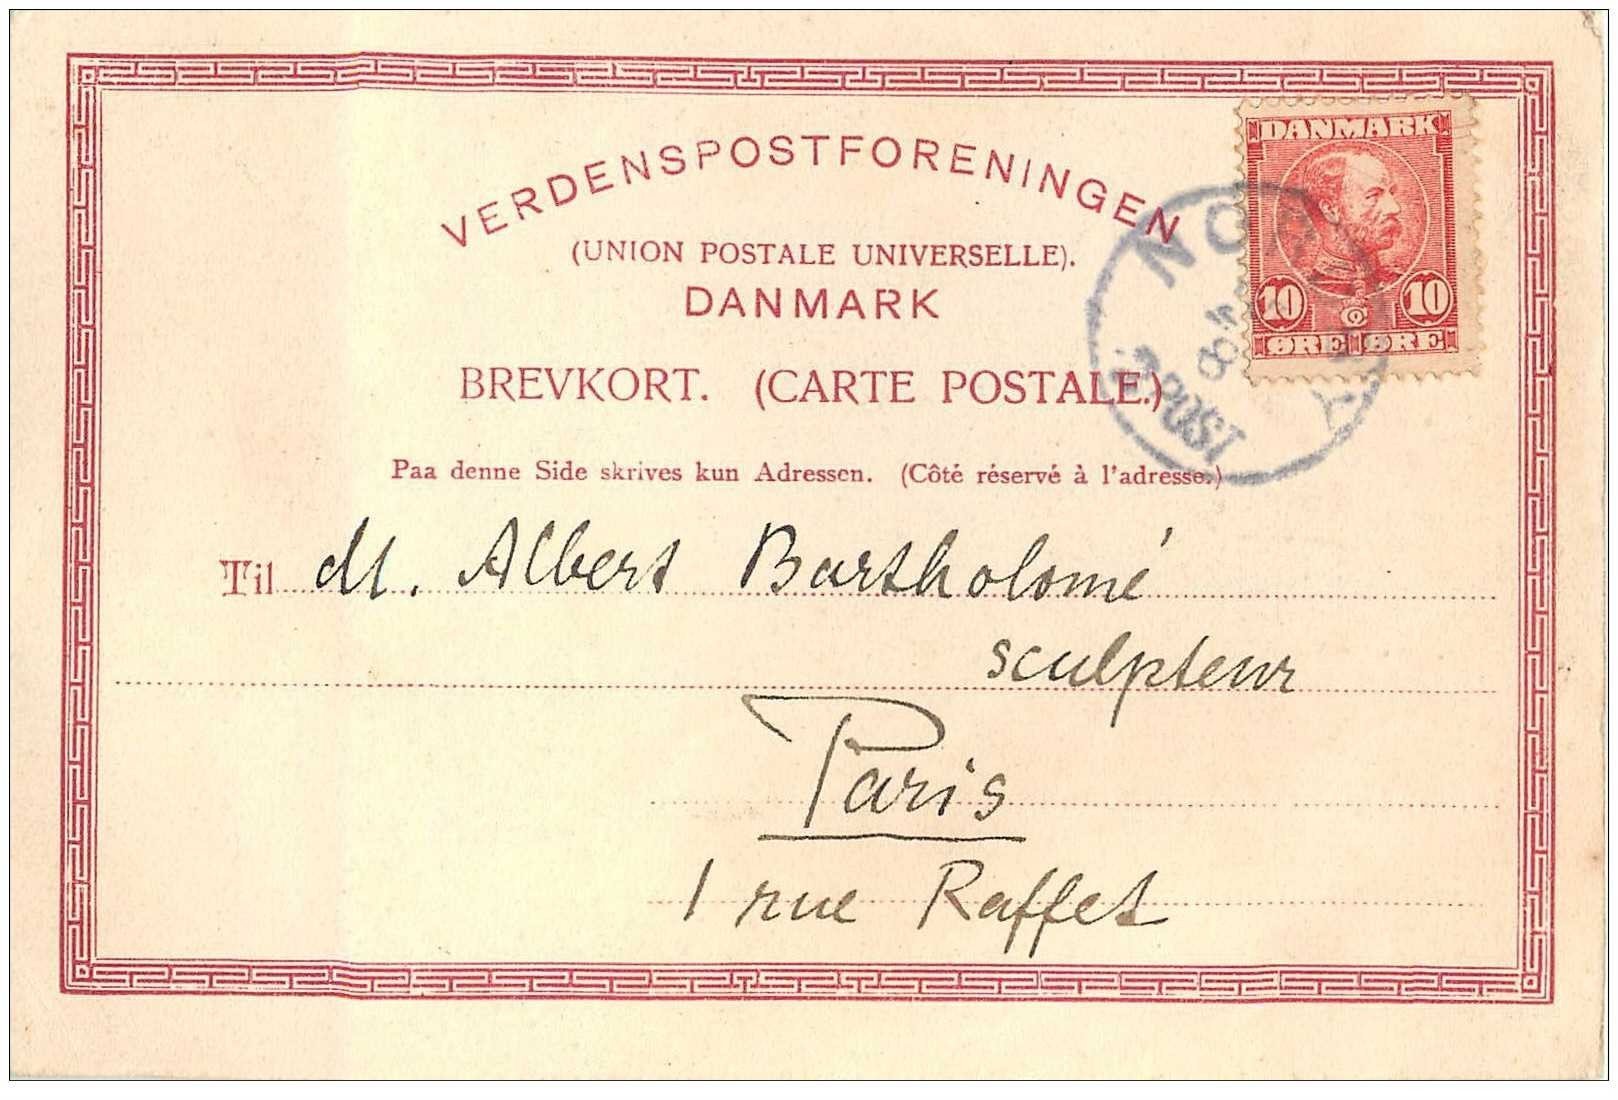 VERDENSPOSTFORENINGEN
(UNION POSTALE UNIVERSELLE).
DANMARK
BREVKORT. (CARTE POSTALE.)
Paa denne Side skrives kun Adressen. (Côté réservé à l'adresse.)
DANMARK
10 10
ØRE ØRE
POST
Til M. Albert Bartholomé
sculpteur
Paris
1 rue Raffet